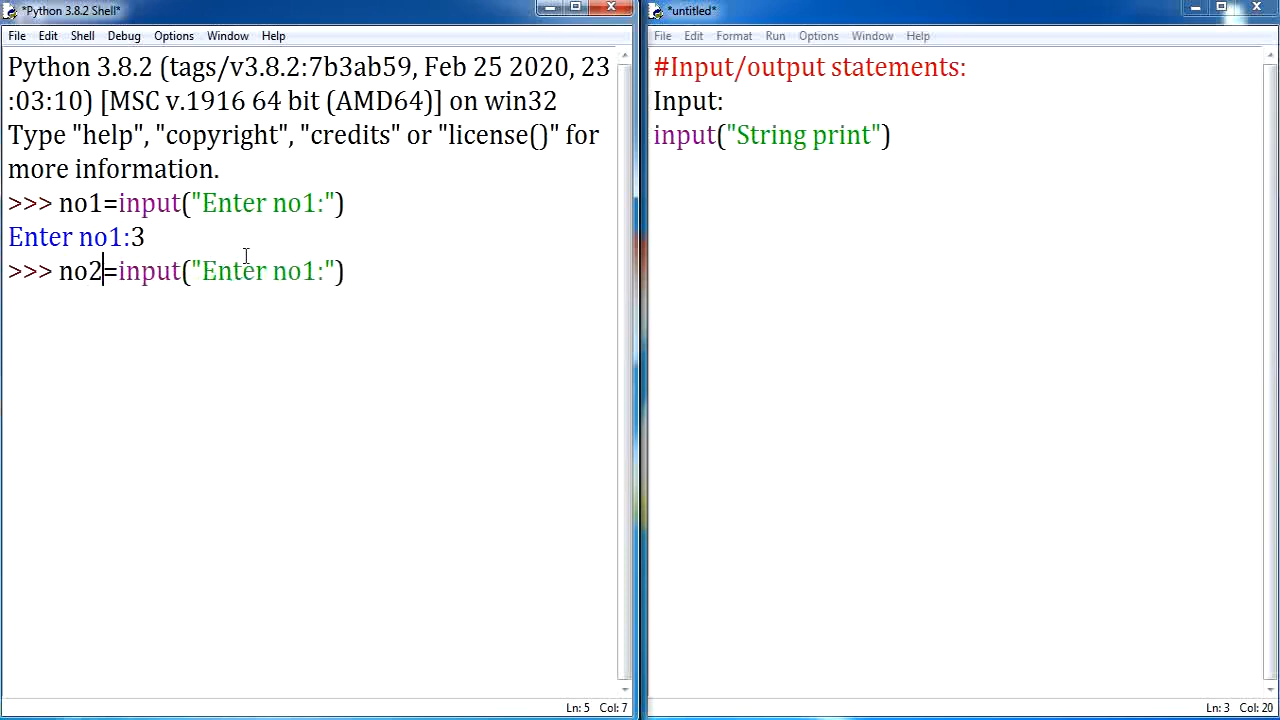 *Python 3.8.2 Shell*
File Edit Shell Debug Options Window Help
Python 3.8.2 (tags/v3.8.2:7b3ab59, Feb 25 2020, 23
:03:10) [MSC v.1916 64 bit (AMD64)] on win32
Type "help", "copyright", "credits" or "license()" for
more information.
>>> no1=input("Enter no1:")
Enter no1:3
>>> no2=input("Enter no1:")
Ln: 5 Col: 7
*untitled*
File Edit Format Run Options Window Help
#Input/output statements:
Input:
input("String print")
Ln: 3 Col: 20